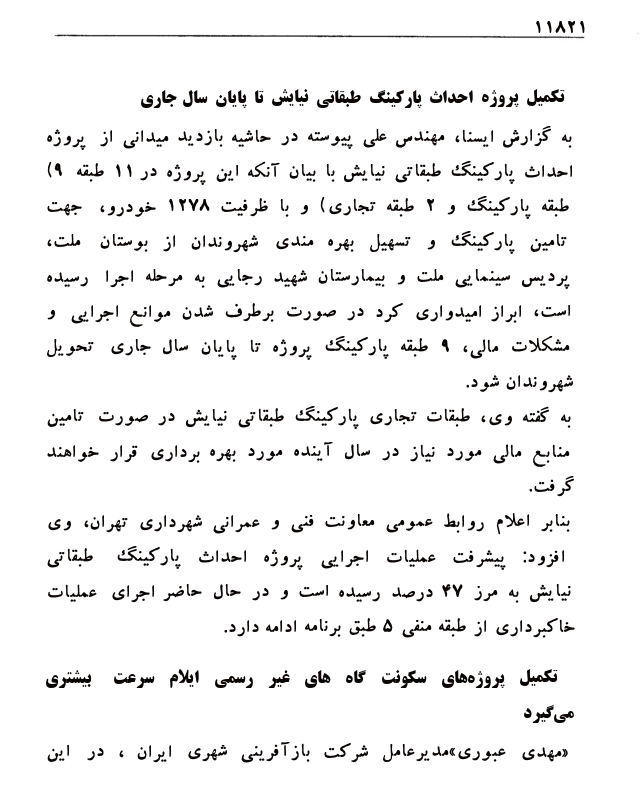 ۱۱۸۲۱
تکمیل پروژه احداث پارکینگ طبقاتی نیایش تا پایان سال جاری
به گزارش ایسنا، مهندس علی پیوسته در حاشیه بازدید میدانی از پروژه
احداث پارکینگ طبقاتی نیایش با بیان آنکه این پروژه در ۱۱ طبقه ۹)
طبقه پارکینگ و ۲ طبقه تجاری) و با ظرفیت ۱۲۷۸ خودرو، جهت
تامین پارکینگ و تسهیل بهره مندی شهروندان از بوستان ملت،
پردیس سینمایی ملت و بیمارستان شهید رجایی به مرحله اجرا رسیده
است، ابراز امیدواری کرد در صورت برطرف شدن موانع اجرایی و
مشکلات مالی، ۹ طبقه پارکینگ پروژه تا پایان سال جاری تحویل
شهروندان شود.
به گفته وی، طبقات تجاری پارکینگ طبقاتی نیایش در صورت تامین
منابع مالی مورد نیاز در سال آینده مورد بهره برداری قرار خواهند
گرفت.
بنابر اعلام روابط عمومی معاونت فنی و عمرانی شهرداری تهران، وی
افزود: پیشرفت عملیات اجرایی پروژه احداث پارکینگ طبقاتی
نیایش به مرز ۴۷ درصد رسیده است و در حال حاضر اجرای عملیات
خاکبرداری از طبقه منفی ۵ طبق برنامه ادامه دارد.
تکمیل پروژه‌های سکونت گاه های غیر رسمی ایلام سرعت بیشتری
می‌گیرد
«مهدی عبوری»مدیرعامل شرکت بازآفرینی شهری ایران ، در این